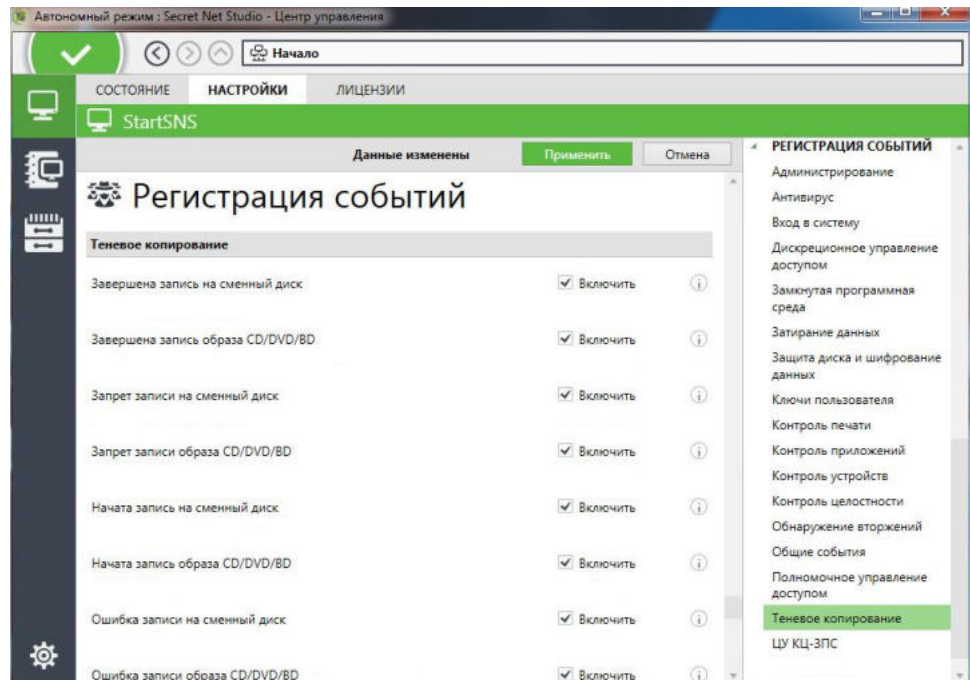 Автономный режим : Secret Net Studio - Центр управления
Начало
СОСТОЯНИЕ НАСТРОЙКИ ЛИЦЕНЗИИ
StartSNS
Данные изменены Применить Отмена
Регистрация событий
Теневое копирование
Завершена запись на сменный диск Включить
Завершена запись образа CD/DVD/BD Включить
Запрет записи на сменный диск Включить
Запрет записи образа CD/DVD/BD Включить
Начата запись на сменный диск Включить
Начата запись образа CD/DVD/BD Включить
Ошибка записи на сменный диск Включить
Ошибка записи образа CD/DVD/BD Включить
РЕГИСТРАЦИЯ СОБЫТИЙ
Администрирование
Антивирус
Вход в систему
Дискреционное управление
доступом
Замкнутая программная
среда
Затирание данных
Защита диска и шифрование
данных
Ключи пользователя
Контроль печати
Контроль приложений
Контроль устройств
Контроль целостности
Обнаружение вторжений
Общие события
Полномочное управление
доступом
Теневое копирование
ЦУ КЦ-ЗПС